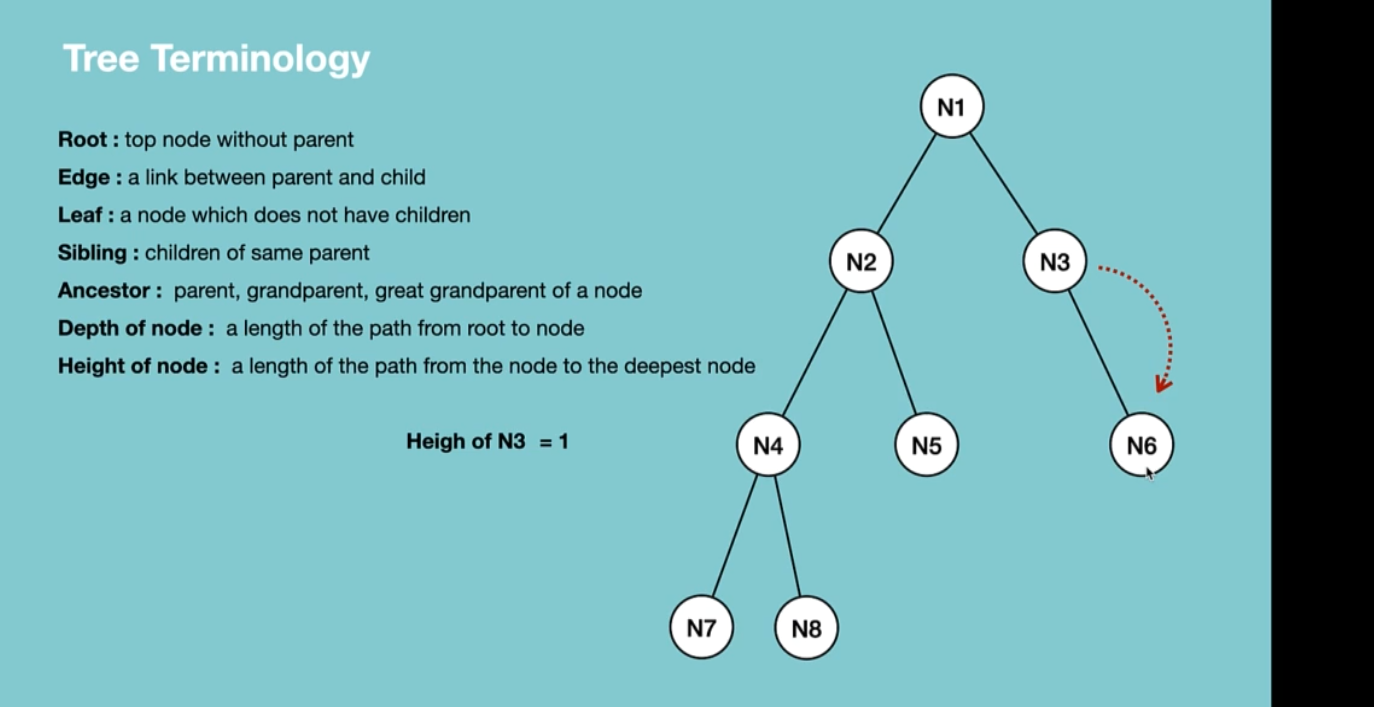 Tree Terminology
Root : top node without parent
Edge : a link between parent and child
Leaf : a node which does not have children
Sibling : children of same parent
Ancestor : parent, grandparent, great grandparent of a node
Depth of node : a length of the path from root to node
Height of node : a length of the path from the node to the deepest node
Heigh of N3 = 1
N1
N2
N3
N4
N5
N6
N7
N8